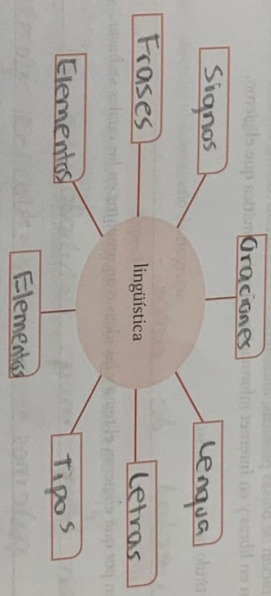 Frases
Signos
Oraciones
Lengua
Letras
Tipos
Elementos
Elementos
lingüística